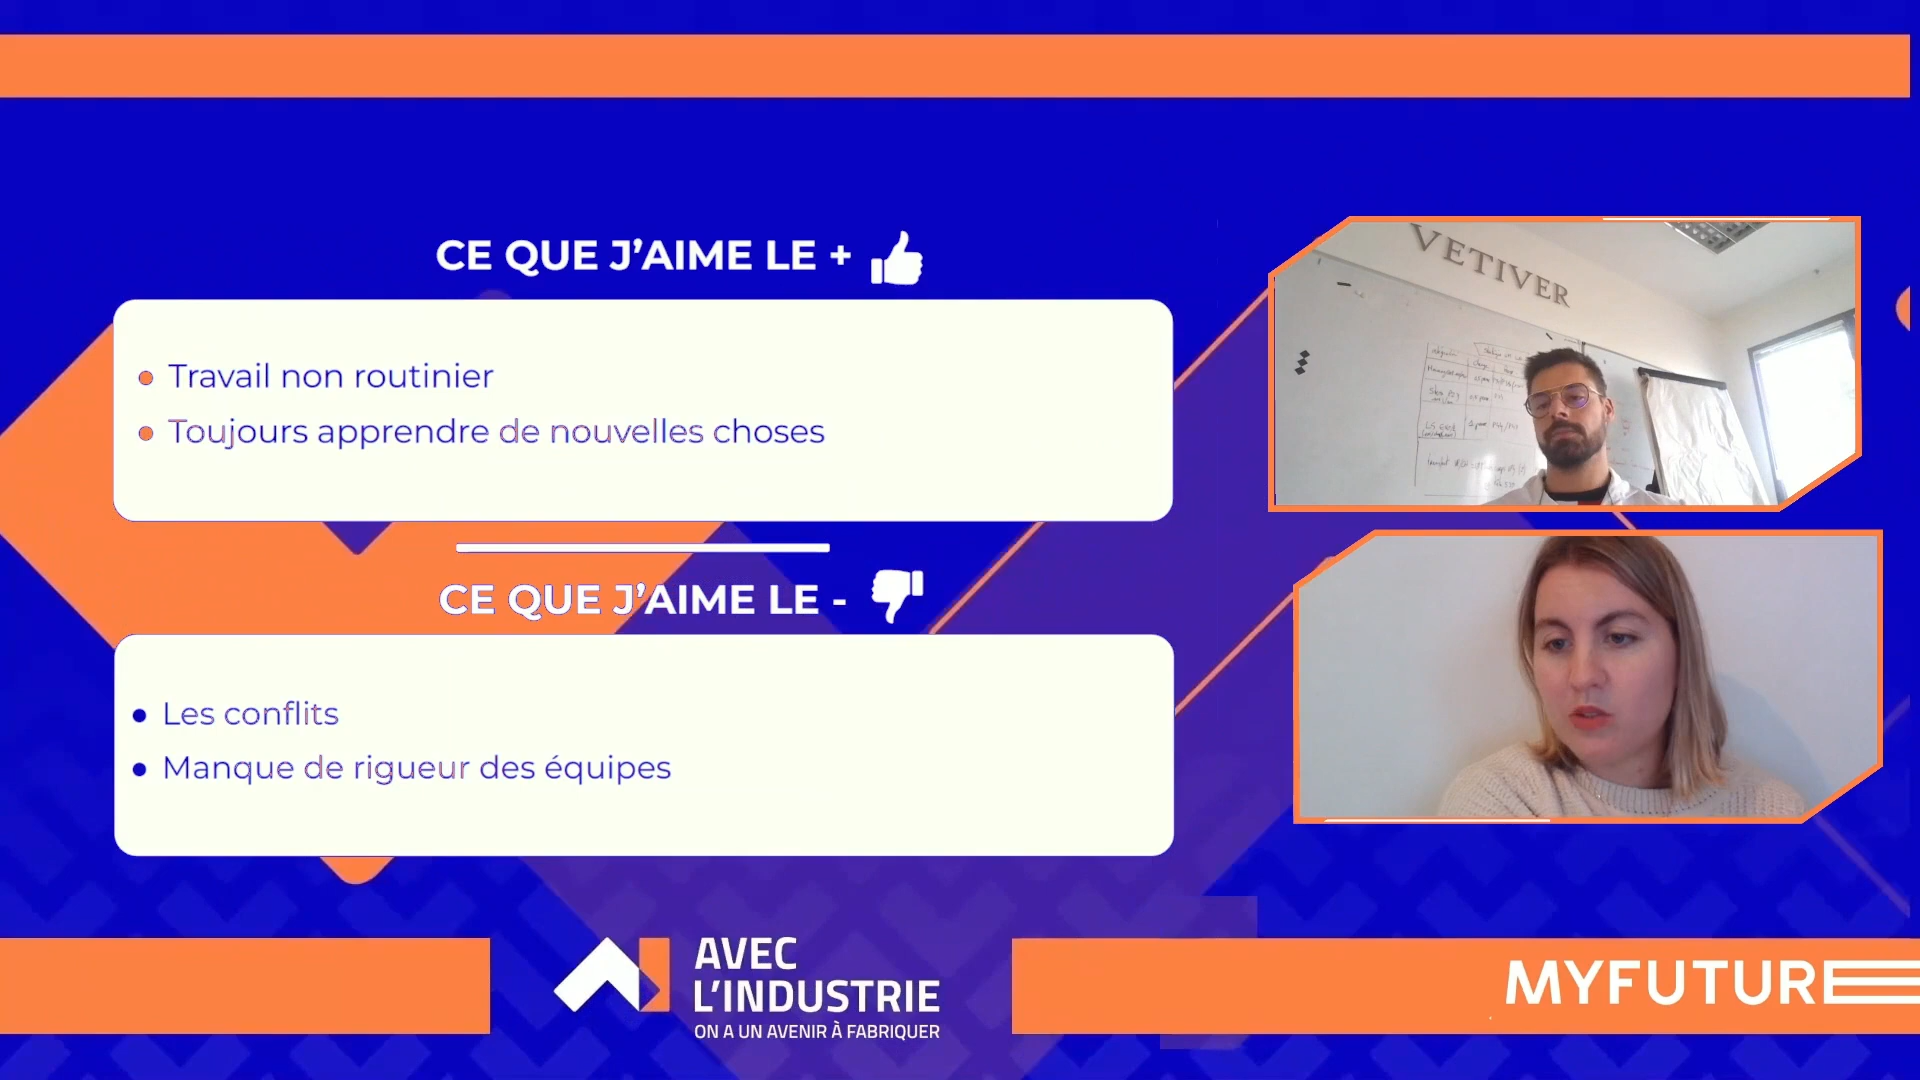 CE QUE J'AIME LE +
Travail non routinier
Toujours apprendre de nouvelles choses
CE QUE J'AIME LE -
Les conflits
Manque de rigueur des équipes
VETIVER
AVEC
L'INDUSTRIE
ON A UN AVENIR À FABRIQUER
MYFUTURE